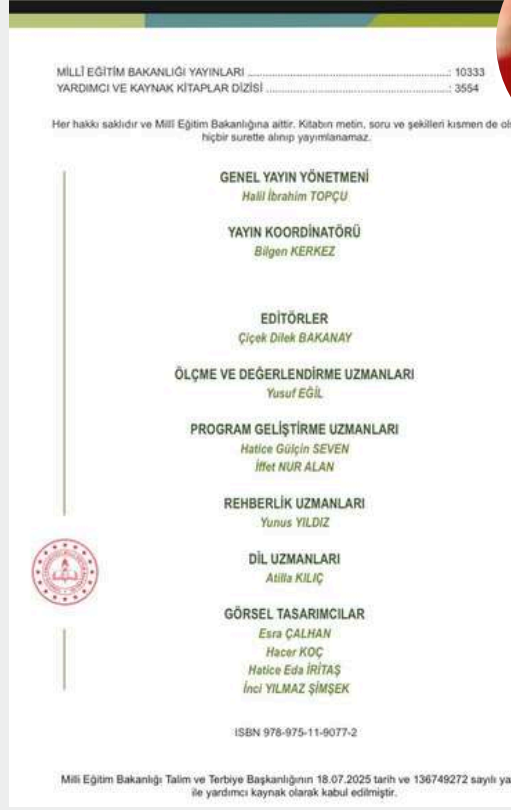 MİLLÎ EĞİTİM BAKANLIĞI YAYINLARI ..............................................................: 10333
YARDIMCI VE KAYNAK KİTAPLAR DİZİSİ .........................................................: 3554
Her hakkı saklıdır ve Millî Eğitim Bakanlığına aittir. Kitabın metin, soru ve şekilleri kısmen de
hiçbir surette alınıp yayımlanamaz.
GENEL YAYIN YÖNETMENİ
Halil İbrahim TOPÇU
YAYIN KOORDİNATÖRÜ
Bilgen KERKEZ
EDİTÖRLER
Çiçek Dilek BAKANAY
ÖLÇME VE DEĞERLENDİRME UZMANLARI
Yusuf EĞİL
PROGRAM GELİŞTİRME UZMANLARI
Hatice Gülçin SEVEN
İffet NUR ALAN
REHBERLİK UZMANLARI
Yunus YILDIZ
DİL UZMANLARI
Atilla KILIÇ
GÖRSEL TASARIMCILAR
Esra ÇALHAN
Hacer KOÇ
Hatice Eda İRİTAŞ
İnci YILMAZ ŞİMŞEK
ISBN 978-975-11-9077-2
Milli Eğitim Bakanlığı Talim ve Terbiye Başkanlığının 18.07.2025 tarih ve 136749272 sayılı
ile yardımcı kaynak olarak kabul edilmiştir.